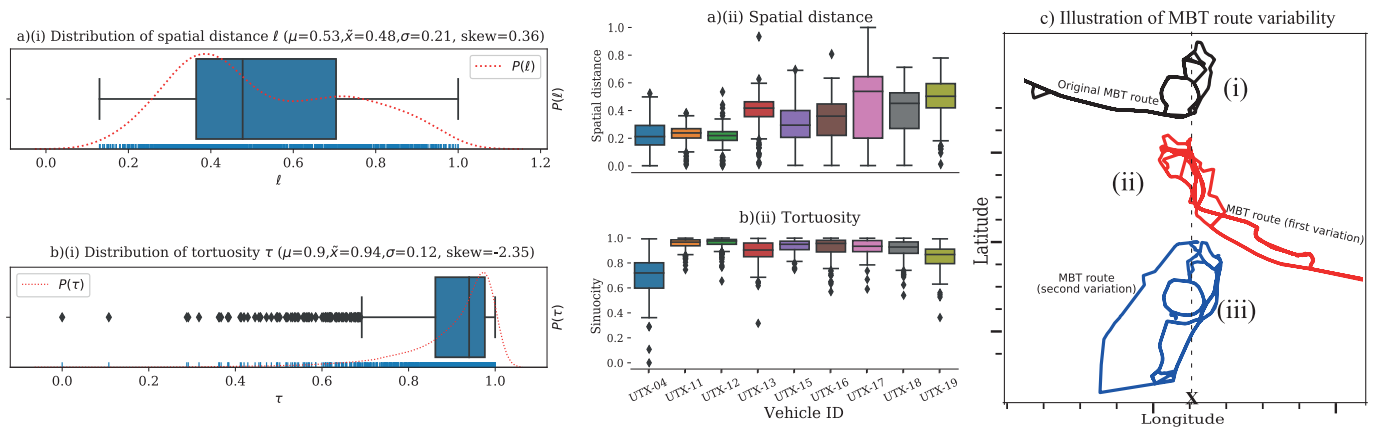 a)(i) Distribution of spatial distance ℓ (μ=0.53,x̃=0.48,σ=0.21, skew=0.36)
P(ℓ)
P(ℓ)
0.0 0.2 0.4 0.6 0.8 1.0 1.2
ℓ
b)(i) Distribution of tortuosity τ (μ=0.9,x̃=0.94,σ=0.12, skew=-2.35)
P(τ)
P(τ)
0.0 0.2 0.4 0.6 0.8 1.0
τ
a)(ii) Spatial distance
Spatial distance
1.0
0.8
0.6
0.4
0.2
0.0
b)(ii) Tortuosity
Sinuocity
1.0
0.8
0.6
0.4
0.2
0.0
UTX-04 UTX-11 UTX-12 UTX-13 UTX-15 UTX-16 UTX-17 UTX-18 UTX-19
Vehicle ID
c) Illustration of MBT route variability
Original MBT route
(i)
(ii)
MBT route (first variation)
MBT route
(second variation)
(iii)
Latitude
X
Longitude